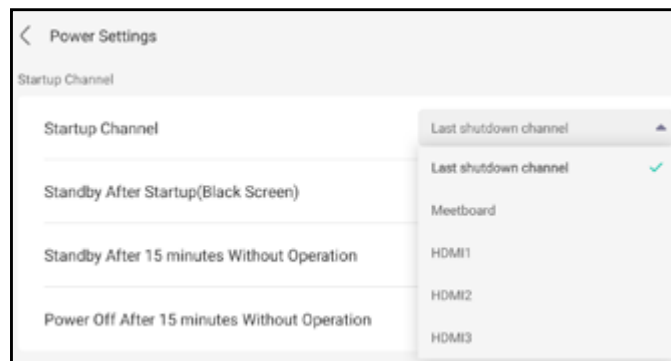 Power Settings
Startup Channel
Startup Channel
Last shutdown channel
Last shutdown channel
Standby After Startup(Black Screen)
Meetboard
Standby After 15 minutes Without Operation
HDMI1
HDMI2
Power Off After 15 minutes Without Operation
HDMI3